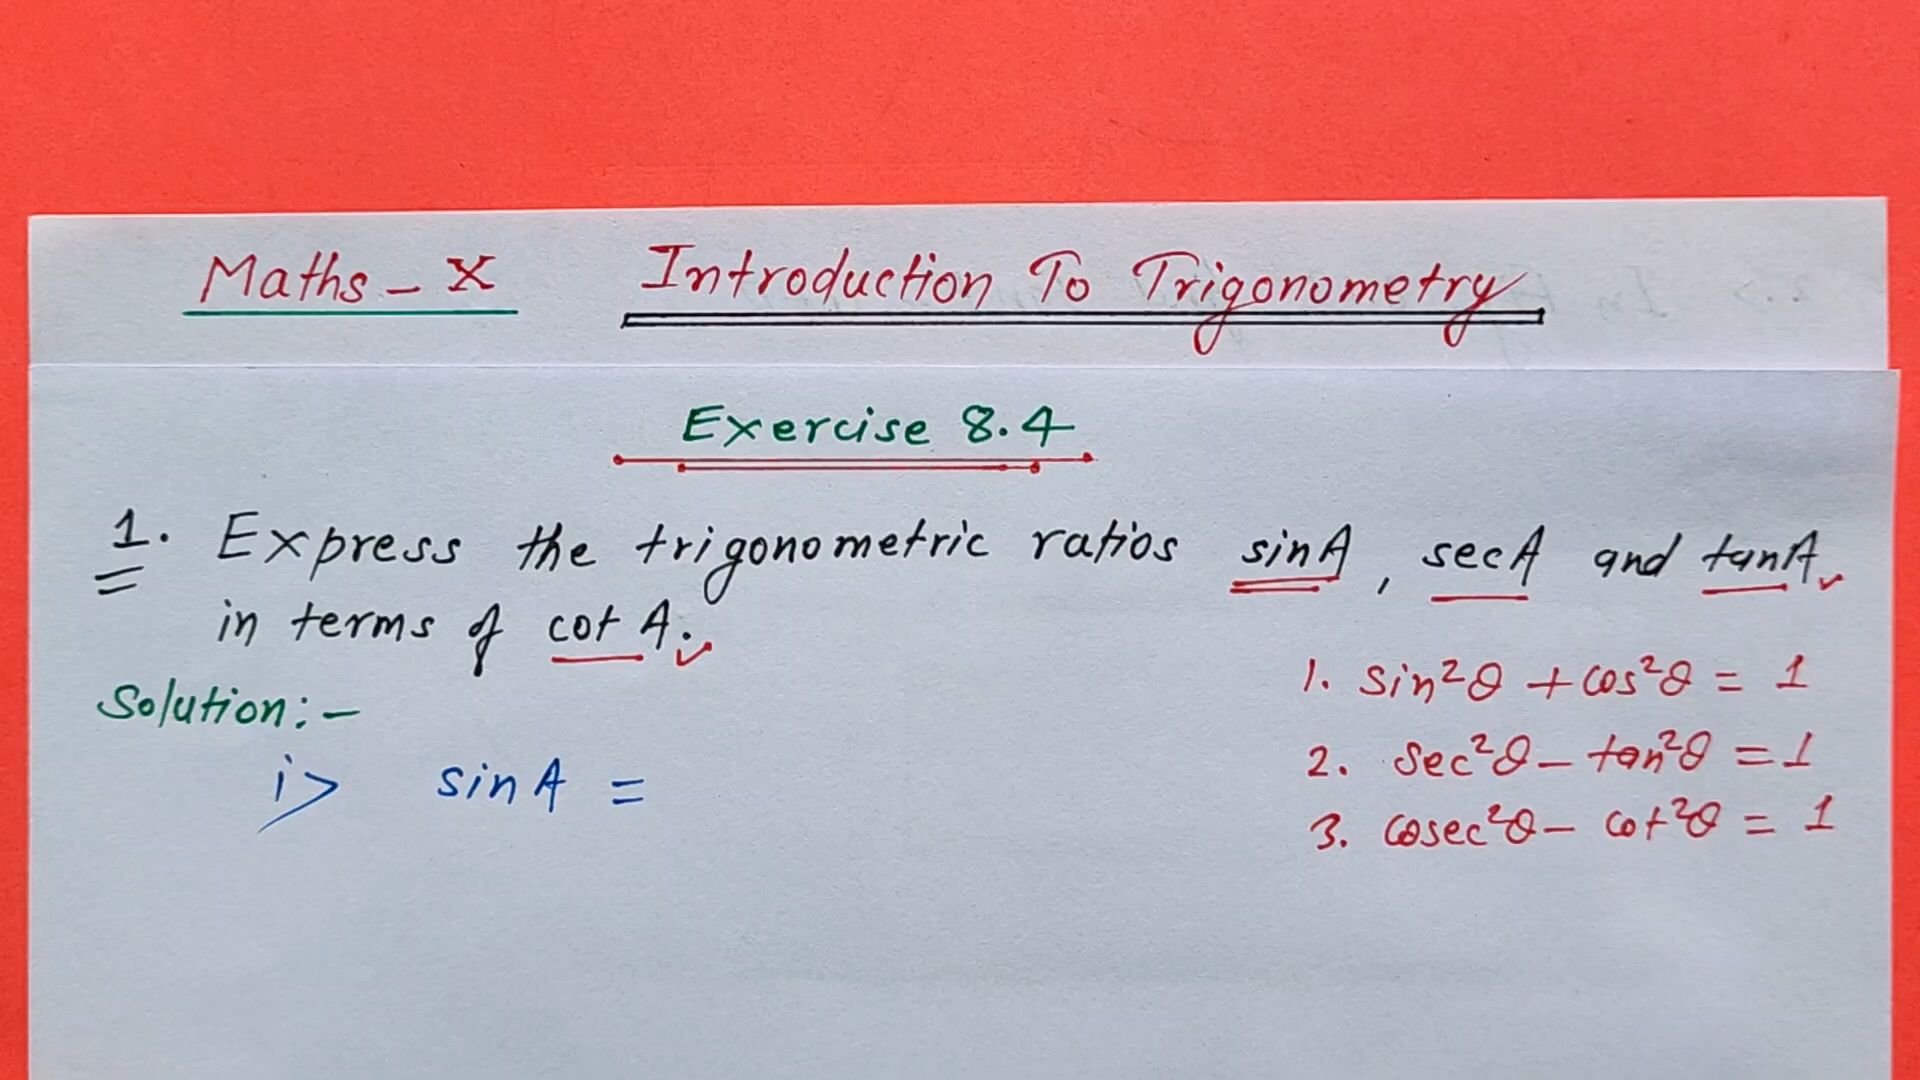 Maths - X Introduction To Trigonometry
Exercise 8.4
1. Express the trigonometric ratios sinA, secA and tanA
in terms of cot A.
Solution:-
i> sin A =
1. sin²θ + cos²θ = 1
2. sec²θ - tan²θ = 1
3. cosec²θ - cot²θ = 1